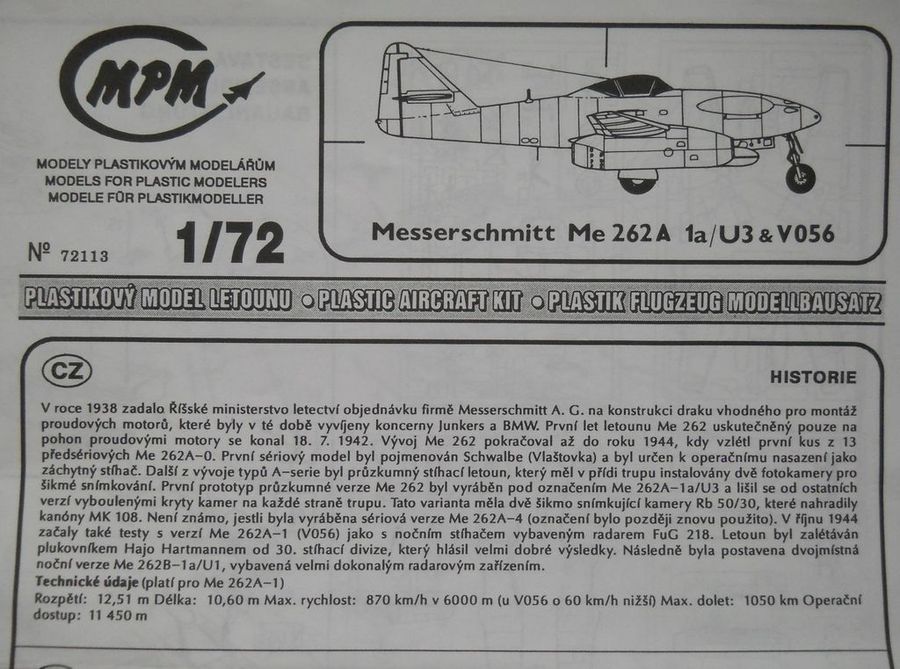 MPM
MODELY PLASTIKOVÝM MODELÁŘŮM
MODELS FOR PLASTIC MODELERS
MODELE FÜR PLASTIKMODELLER
Nº 72113 1/72
Messerschmitt Me 262A 1a/U3 & V056
PLASTIKOVÝ MODEL LETOUNU • PLASTIC AIRCRAFT KIT • PLASTIK FLUGZEUG MODELLBAUSATZ
CZ
HISTORIE
V roce 1938 zadalo Říšské ministerstvo letectví objednávku firmě Messerschmitt A. G. na konstrukci draku vhodného pro montáž
proudových motorů, které byly v té době vyvíjeny koncerny Junkers a BMW. První let letounu Me 262 uskutečněný pouze na
pohon proudovými motory se konal 18. 7. 1942. Vývoj Me 262 pokračoval až do roku 1944, kdy vzlétl první kus z 13
předsériových Me 262A-0. První sériový model byl pojmenován Schwalbe (Vlaštovka) a byl určen k operačnímu nasazení jako
záchytný stíhač. Další z vývoje typů A-serie byl průzkumný stíhací letoun, který měl v přídi trupu instalovány dvě fotokamery pro
šikmé snímkování. První prototyp průzkumné verze Me 262 byl vyráběn pod označením Me 262A-1a/U3 a lišil se od ostatních
verzí vyboulenými kryty kamer na každé straně trupu. Tato varianta měla dvě šikmo snímkující kamery Rb 50/30, které nahradily
kanóny MK 108. Není známo, jestli byla vyráběna sériová verze Me 262A-4 (označení bylo později znovu použito). V říjnu 1944
začaly také testy s verzí Me 262A-1 (V056) jako s nočním stíhačem vybaveným radarem FuG 218. Letoun byl zalétáván
plukovníkem Hajo Hartmannem od 30. stíhací divize, který hlásil velmi dobré výsledky. Následně byla postavena dvojmístná
noční verze Me 262B-1a/U1, vybavená velmi dokonalým radarovým zařízením.
Technické údaje (platí pro Me 262A-1)
Rozpětí: 12,51 m Délka: 10,60 m Max. rychlost: 870 km/h v 6000 m (u V056 o 60 km/h nižší) Max. dolet: 1050 km Operační
dostup: 11 450 m